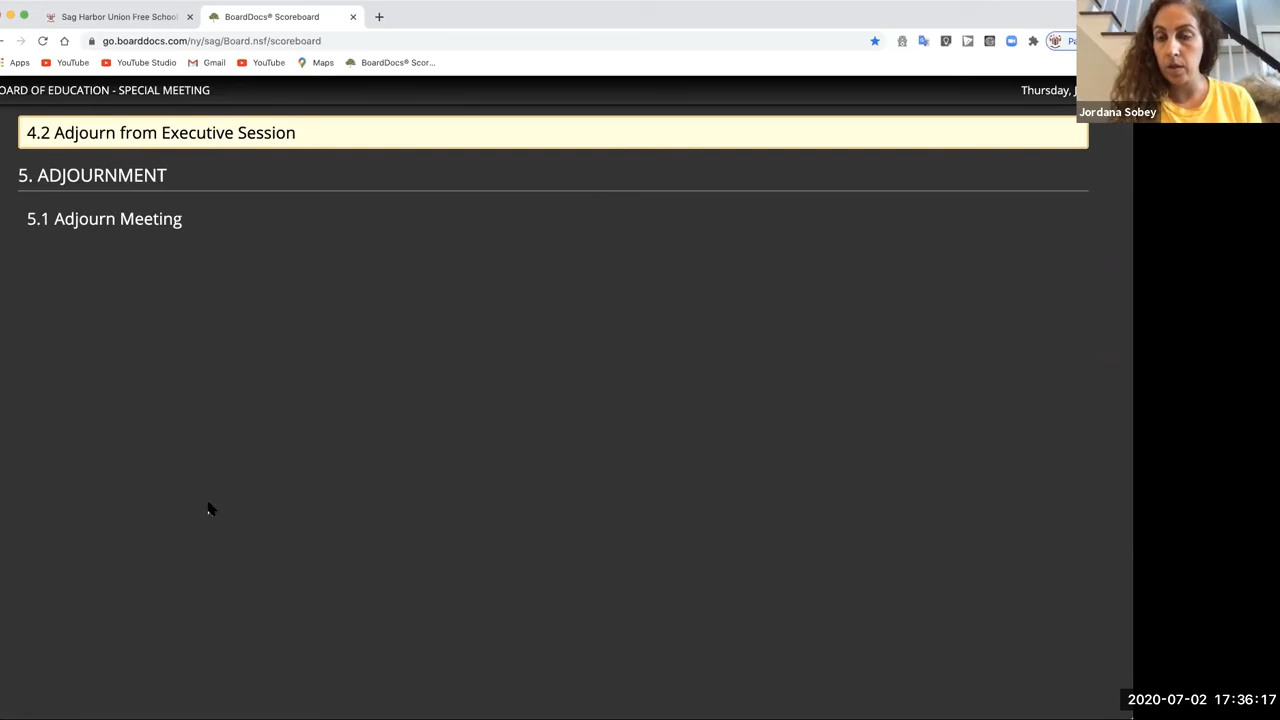 Sag Harbor Union Free School
BoardDocs® Scoreboard
go.boarddocs.com/ny/sag/Board.nsf/scoreboard
Apps YouTube YouTube Studio Gmail YouTube Maps BoardDocs® Scor...
OARD OF EDUCATION - SPECIAL MEETING
Thursday, J
Jordana Sobey
4.2 Adjourn from Executive Session
5. ADJOURNMENT
5.1 Adjourn Meeting
2020-07-02 17:36:17